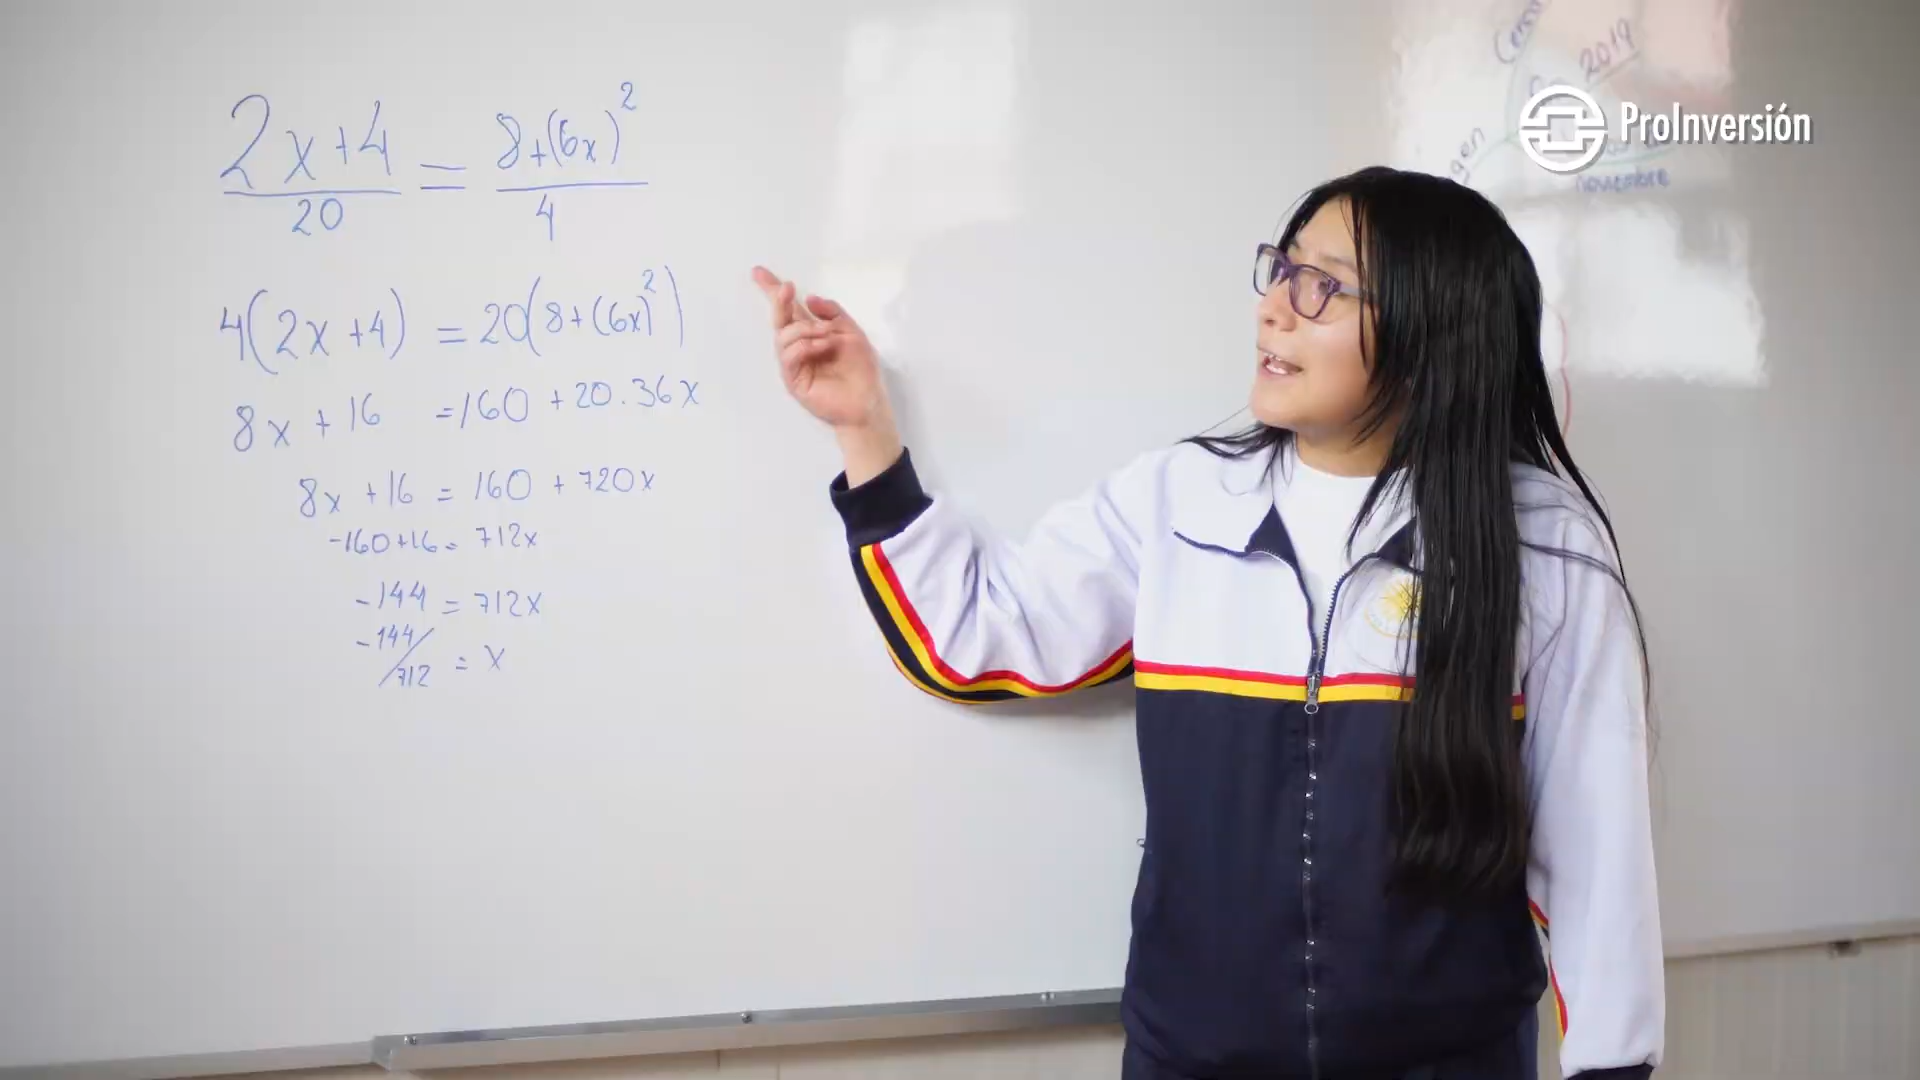 2x+4/20 = 8+(6x)²/4
4(2x+4) = 20(8+(6x)²)
8x + 16 = 160 + 20.36x
8x + 16 = 160 + 720x
-160+16 = 712x
-144 = 712x
-144/712 = x
2019
ProInversión
noviembre